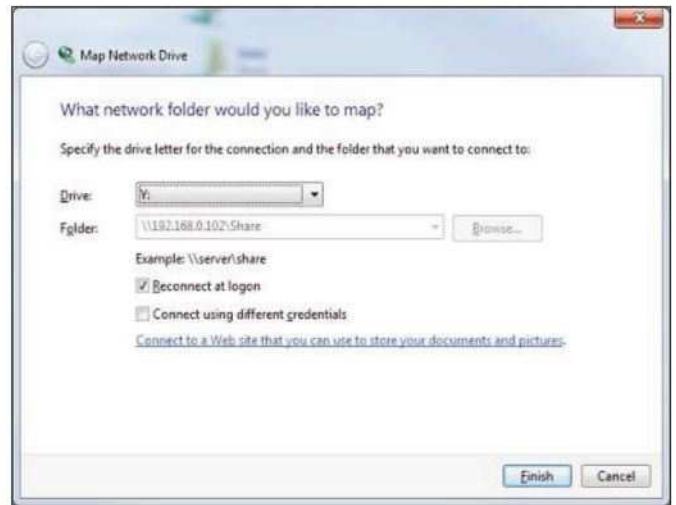 Map Network Drive
What network folder would you like to map?
Specify the drive letter for the connection and the folder that you want to connect to:
Drive: Y:
Folder: \\192.168.0.102\Share Browse...
Example: \\server\share
Reconnect at logon
Connect using different credentials
Connect to a Web site that you can use to store your documents and pictures.
Finish Cancel